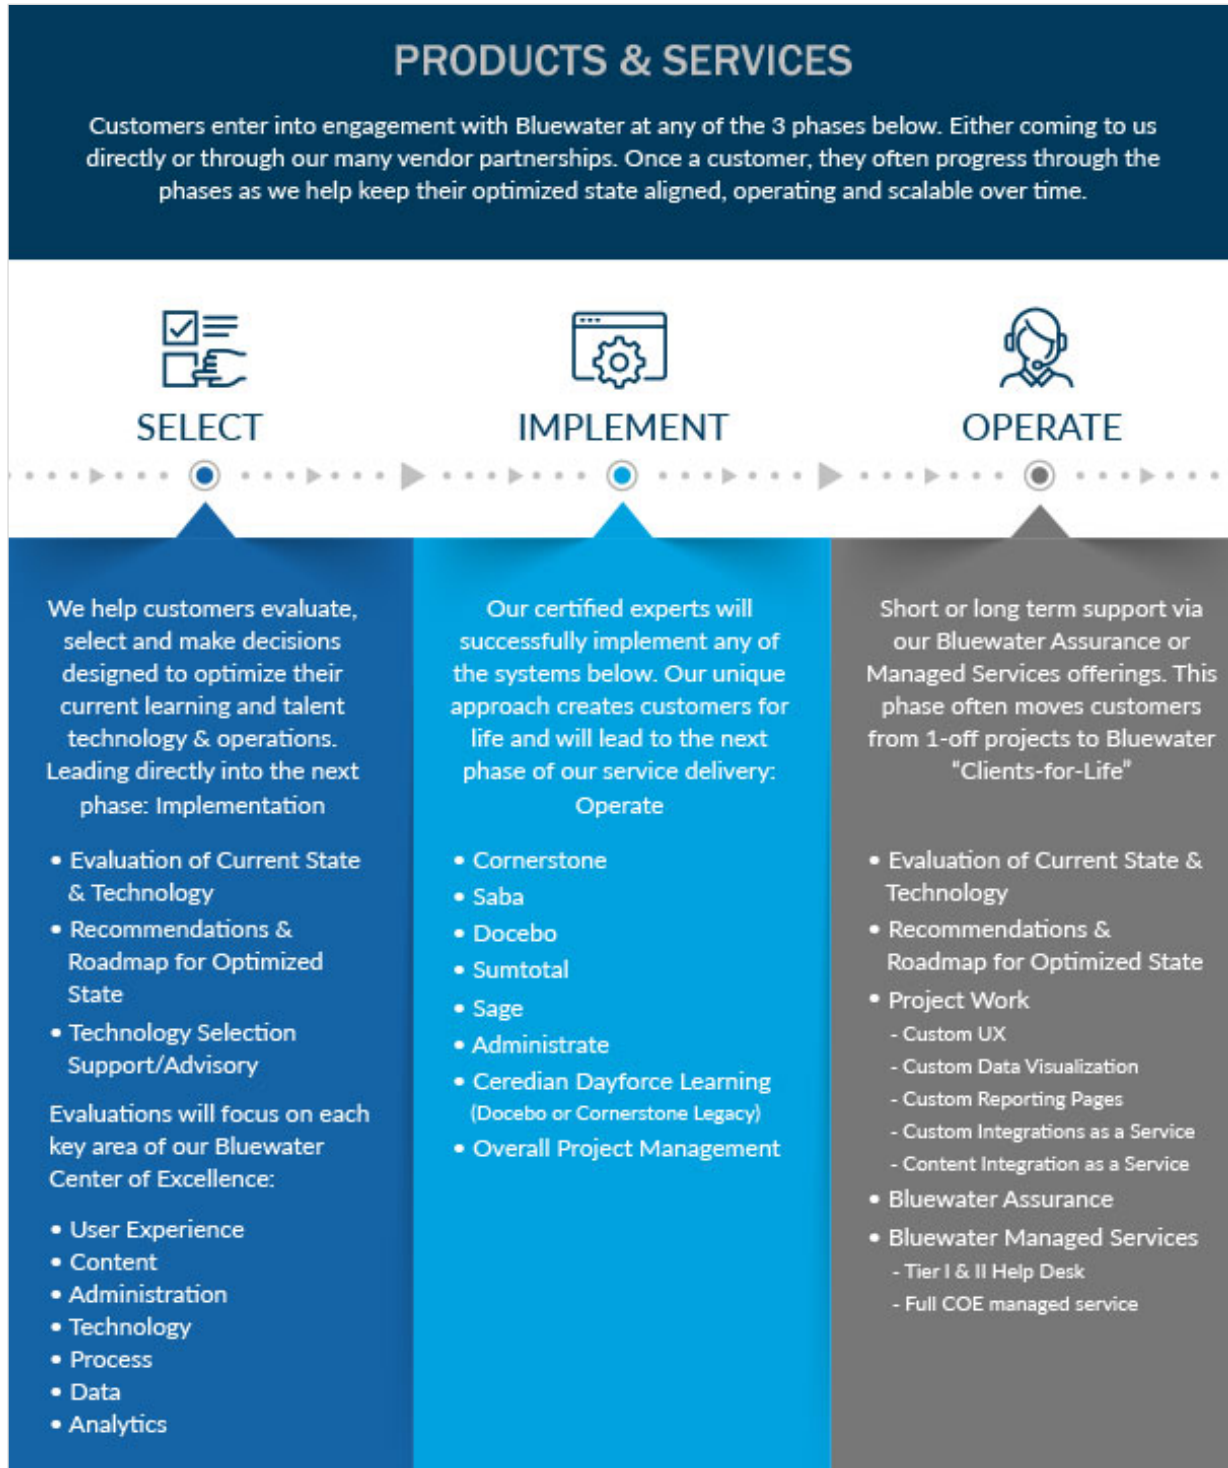 PRODUCTS & SERVICES
Customers enter into engagement with Bluewater at any of the 3 phases below. Either coming to us
directly or through our many vendor partnerships. Once a customer, they often progress through the
phases as we help keep their optimized state aligned, operating and scalable over time.
SELECT
We help customers evaluate,
select and make decisions
designed to optimize their
current learning and talent
technology & operations.
Leading directly into the next
phase: Implementation
• Evaluation of Current State
& Technology
• Recommendations &
Roadmap for Optimized
State
• Technology Selection
Support/Advisory
Evaluations will focus on each
key area of our Bluewater
Center of Excellence:
• User Experience
• Content
• Administration
• Technology
• Process
• Data
• Analytics
IMPLEMENT
Our certified experts will
successfully implement any of
the systems below. Our unique
approach creates customers for
life and will lead to the next
phase of our service delivery:
Operate
• Cornerstone
• Saba
• Docebo
• Sumtotal
• Sage
• Administrate
• Ceredian Dayforce Learning
(Docebo or Cornerstone Legacy)
• Overall Project Management
OPERATE
Short or long term support via
our Bluewater Assurance or
Managed Services offerings. This
phase often moves customers
from 1-off projects to Bluewater
“Clients-for-Life”
• Evaluation of Current State &
Technology
• Recommendations &
Roadmap for Optimized State
• Project Work
- Custom UX
- Custom Data Visualization
- Custom Reporting Pages
- Custom Integrations as a Service
- Content Integration as a Service
• Bluewater Assurance
• Bluewater Managed Services
- Tier I & II Help Desk
- Full COE managed service